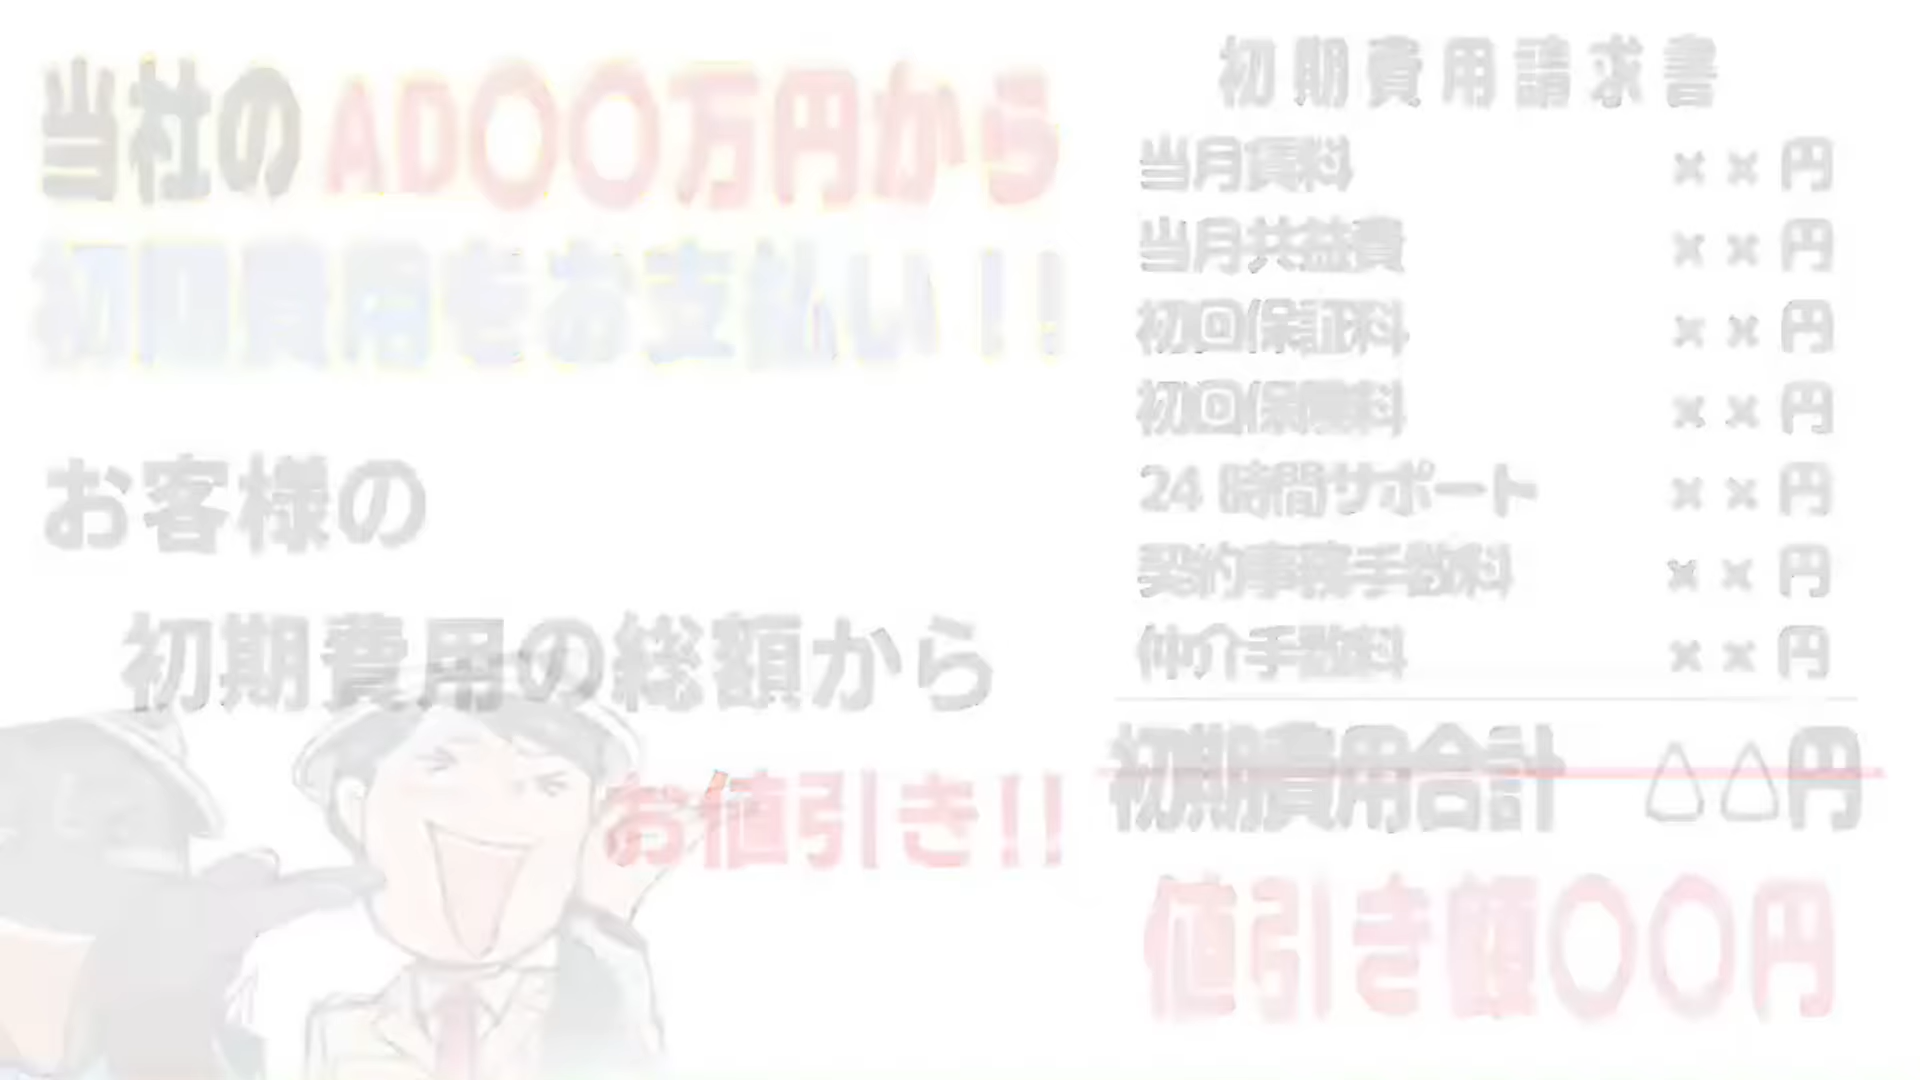 当社のAD〇〇万円から
初期費用をお支払い!!
お客様の
初期費用の総額から
お値引き!!
初期費用請求書
当月賃料 ××円
当月共益費 ××円
初回保証料 ××円
初回保険料 ××円
24時間サポート ××円
契約事務手数料 ××円
仲介手数料 ××円
初期費用合計 △△円
値引き額〇〇円